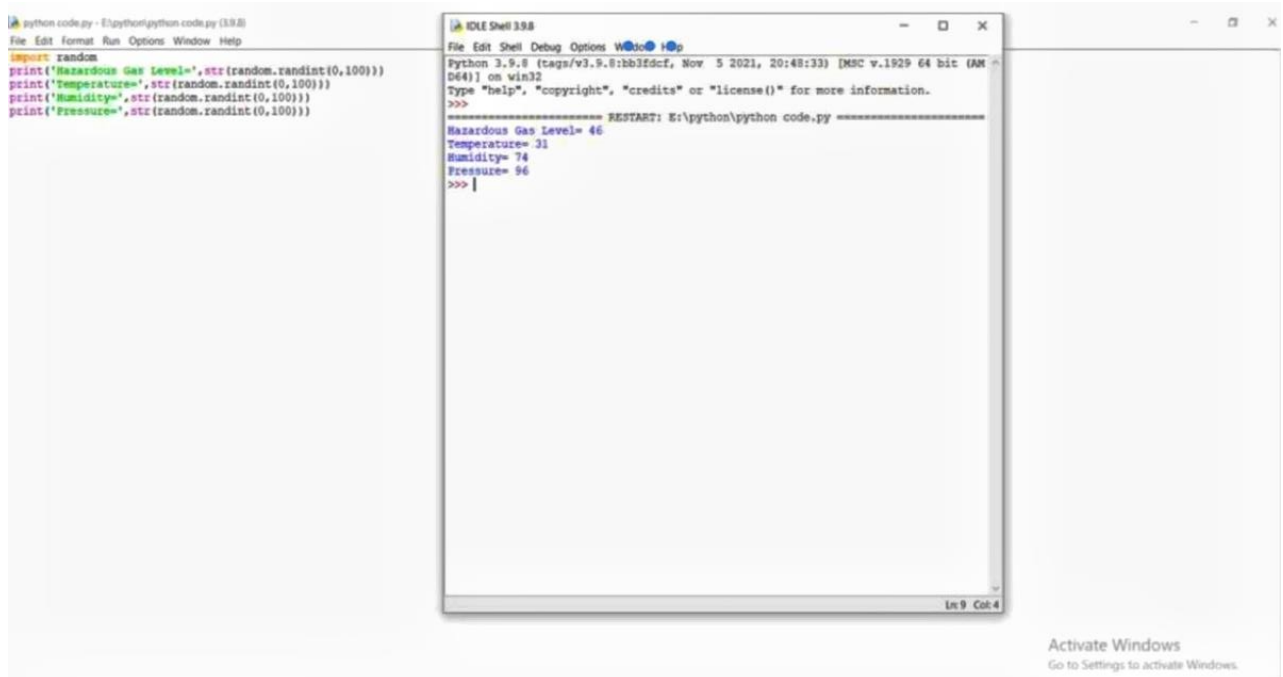 python code.py - E:\python\python code.py (3.9.8)
File Edit Format Run Options Window Help
import random
print('Hazardous Gas Level=',str(random.randint(0,100)))
print('Temperature=',str(random.randint(0,100)))
print('Humidity=',str(random.randint(0,100)))
print('Pressure=',str(random.randint(0,100)))
IDLE Shell 3.9.8
File Edit Shell Debug Options
Python 3.9.8 (tags/v3.9.8:bb3fdcf, Nov 5 2021, 20:48:33) [MSC v.1929 64 bit (AM
D64)] on win32
Type "help", "copyright", "credits" or "license()" for more information.
>>>
====================== RESTART: E:\python\python code.py =====================
Hazardous Gas Level= 46
Temperature= 31
Humidity= 74
Pressure= 96
>>>
Ln: 9 Col: 4
Activate Windows
Go to Settings to activate Windows.